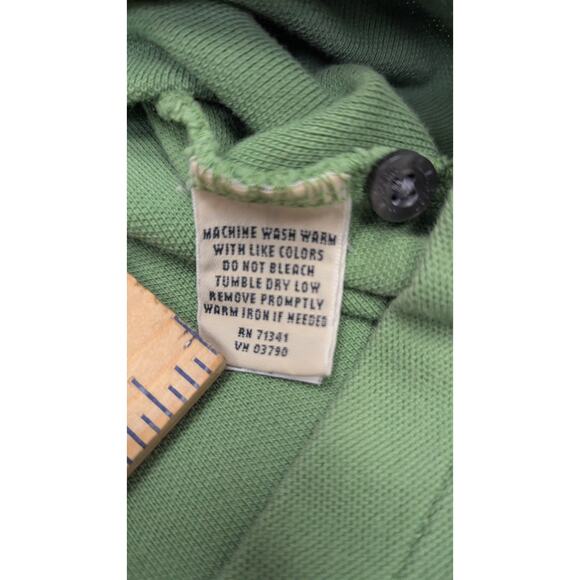 MACHINE WASH WARM
WITH LIKE COLORS
DO NOT BLEACH
TUMBLE DRY LOW
REMOVE PROMPTLY
WARM IRON IF NEEDED
RN 71341
VN 03790